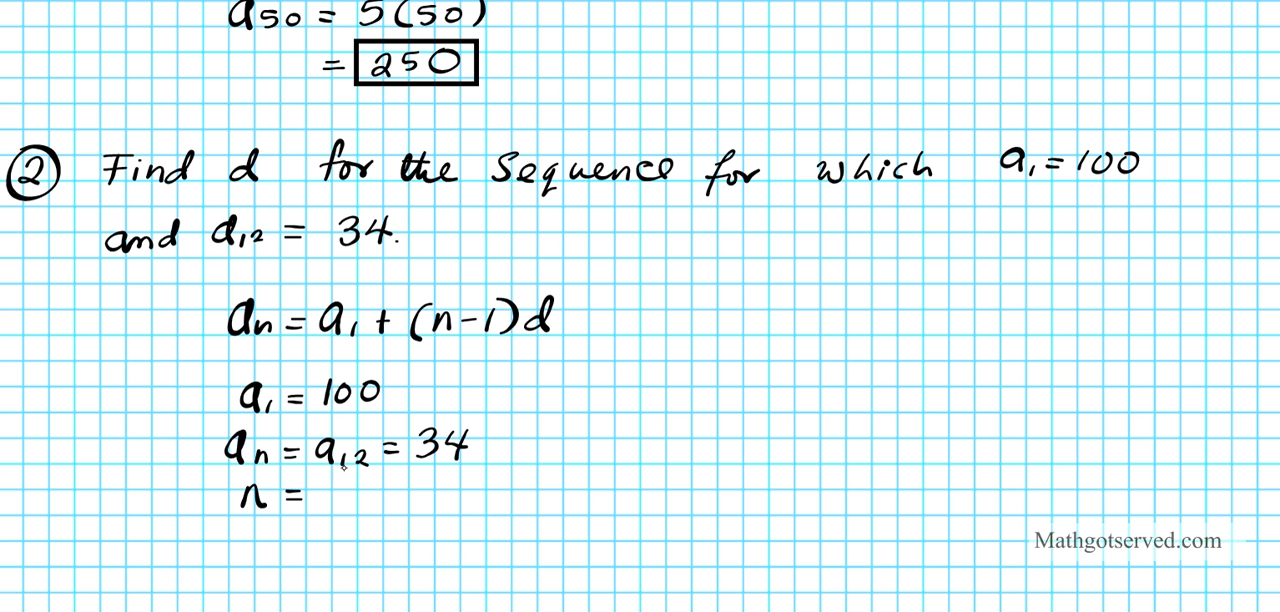 a50 = 5(50)
= 250
2 Find d for the sequence for which a1 = 100
and a12 = 34.
an = a1 + (n-1)d
a1 = 100
an = a12 = 34
n =
Mathgotserved.com